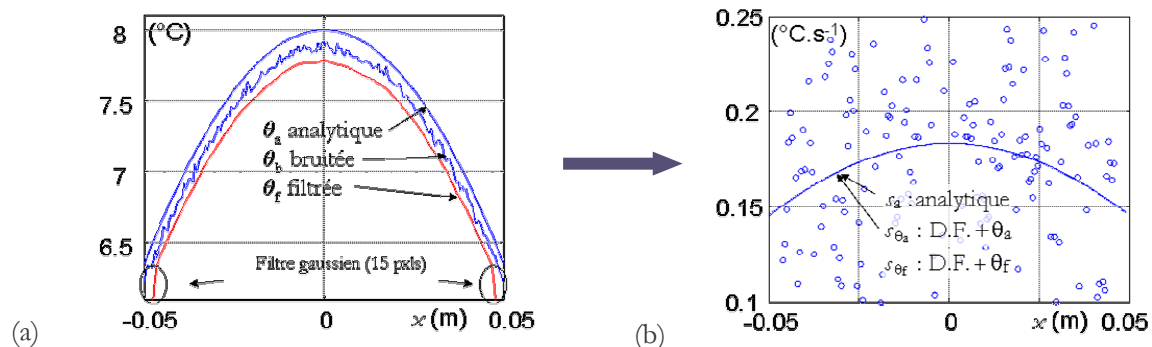 (°C)
8
7.5
7
6.5
θa analytique
θb bruitée
θf filtrée
Filtre gaussien (15 pxls)
-0.05
0
x (m)
0.05
(a)
0.25
(°C.s-1)
0.2
0.15
0.1
sa : analytique
sθa : D.F. + θa
sθf : D.F. + θf
-0.05
0
x (m)
0.05
(b)